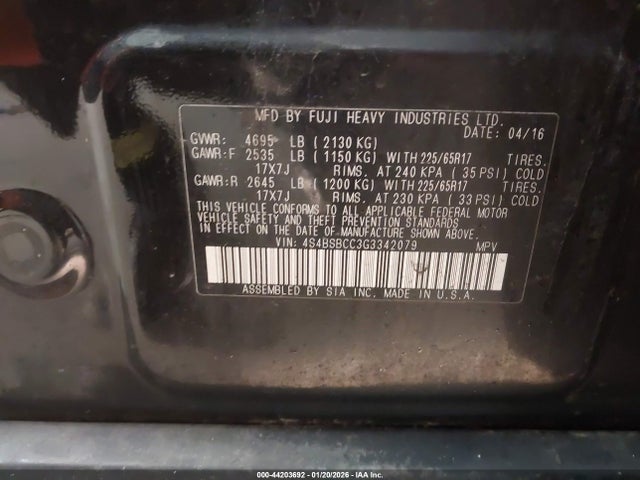 MFD BY FUJI HEAVY INDUSTRIES LTD.
DATE: 04/16
GVWR: 4695 LB (2130 KG)
GAWR:F 2535 LB (1150 KG) WITH 225/65R17 TIRES.
17X7J RIMS. AT 240 KPA (35 PSI) COLD
GAWR:R 2645 LB (1200 KG) WITH 225/65R17 TIRES.
17X7J RIMS. AT 230 KPA (33 PSI) COLD
THIS VEHICLE CONFORMS TO ALL APPLICABLE FEDERAL MOTOR
VEHICLE SAFETY AND THEFT PREVENTION STANDARDS
IN EFFECT ON THE DATE OF MANUFACTURE SHOWN ABOVE.
VIN: 4S4BSBCC3G3342079 MPV
ASSEMBLED BY SIA INC. MADE IN U.S.A.
000-44203692 - 01/20/2026 - IAA Inc.